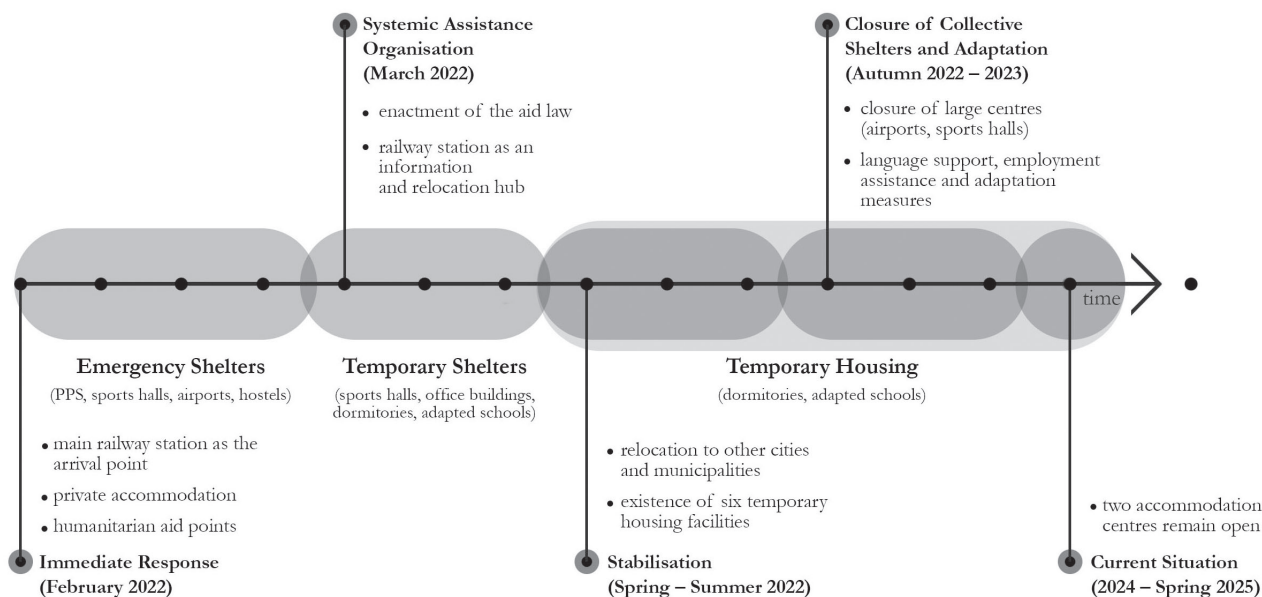 Systemic Assistance
Organisation
(March 2022)
• enactment of the aid law
• railway station as an
information
and relocation hub
Closure of Collective
Shelters and Adaptation
(Autumn 2022 – 2023)
• closure of large centres
(airports, sports halls)
• language support, employment
assistance and adaptation
measures
time
Emergency Shelters
(PPS, sports halls, airports, hostels)
Temporary Shelters
(sports halls, office buildings,
dormitories, adapted schools)
Temporary Housing
(dormitories, adapted schools)
• main railway station as the
arrival point
• private accommodation
• humanitarian aid points
Immediate Response
(February 2022)
• relocation to other cities
and municipalities
• existence of six temporary
housing facilities
Stabilisation
(Spring – Summer 2022)
• two accommodation
centres remain open
Current Situation
(2024 – Spring 2025)